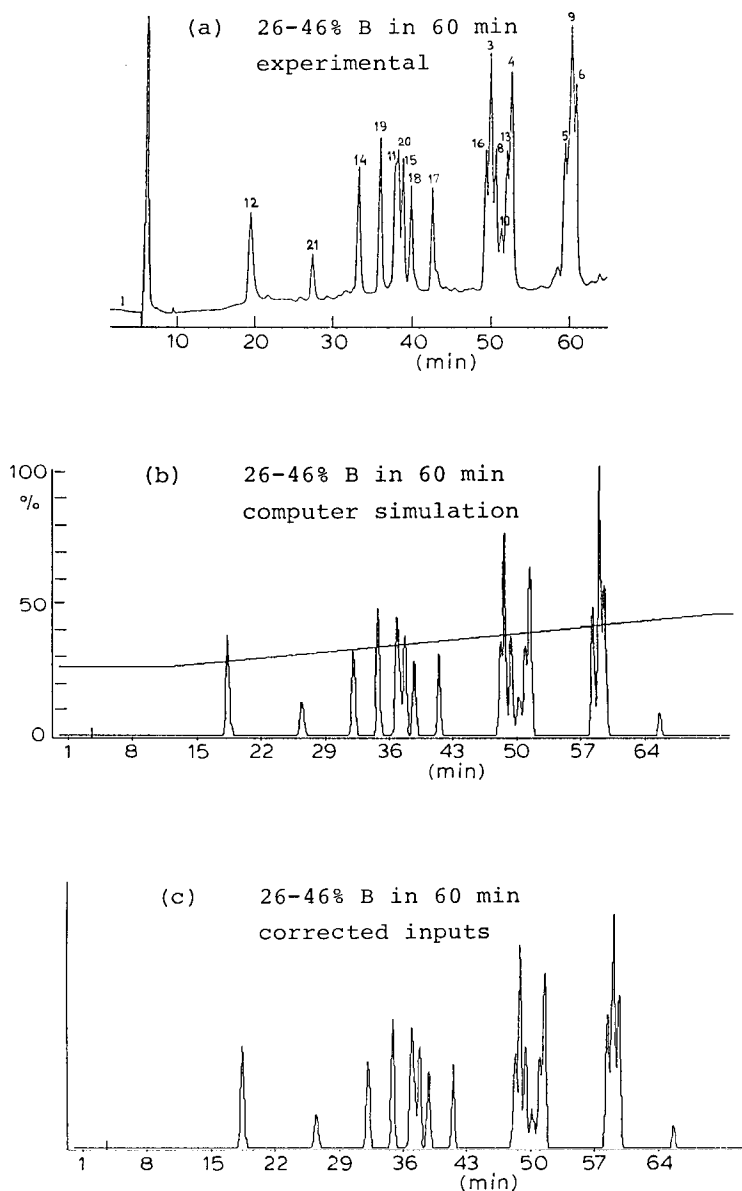 (a) 26-46% B in 60 min
experimental
9
3
4
6
19
16
8
13
5
11
20
15
14
18
17
12
10
21
1
10 20 30 40 50 60
(min)
(b) 26-46% B in 60 min
computer simulation
100
%
50
0
1 8 15 22 29 36 43 50 57 64
(min)
(c) 26-46% B in 60 min
corrected inputs
1 8 15 22 29 36 43 50 57 64
(min)